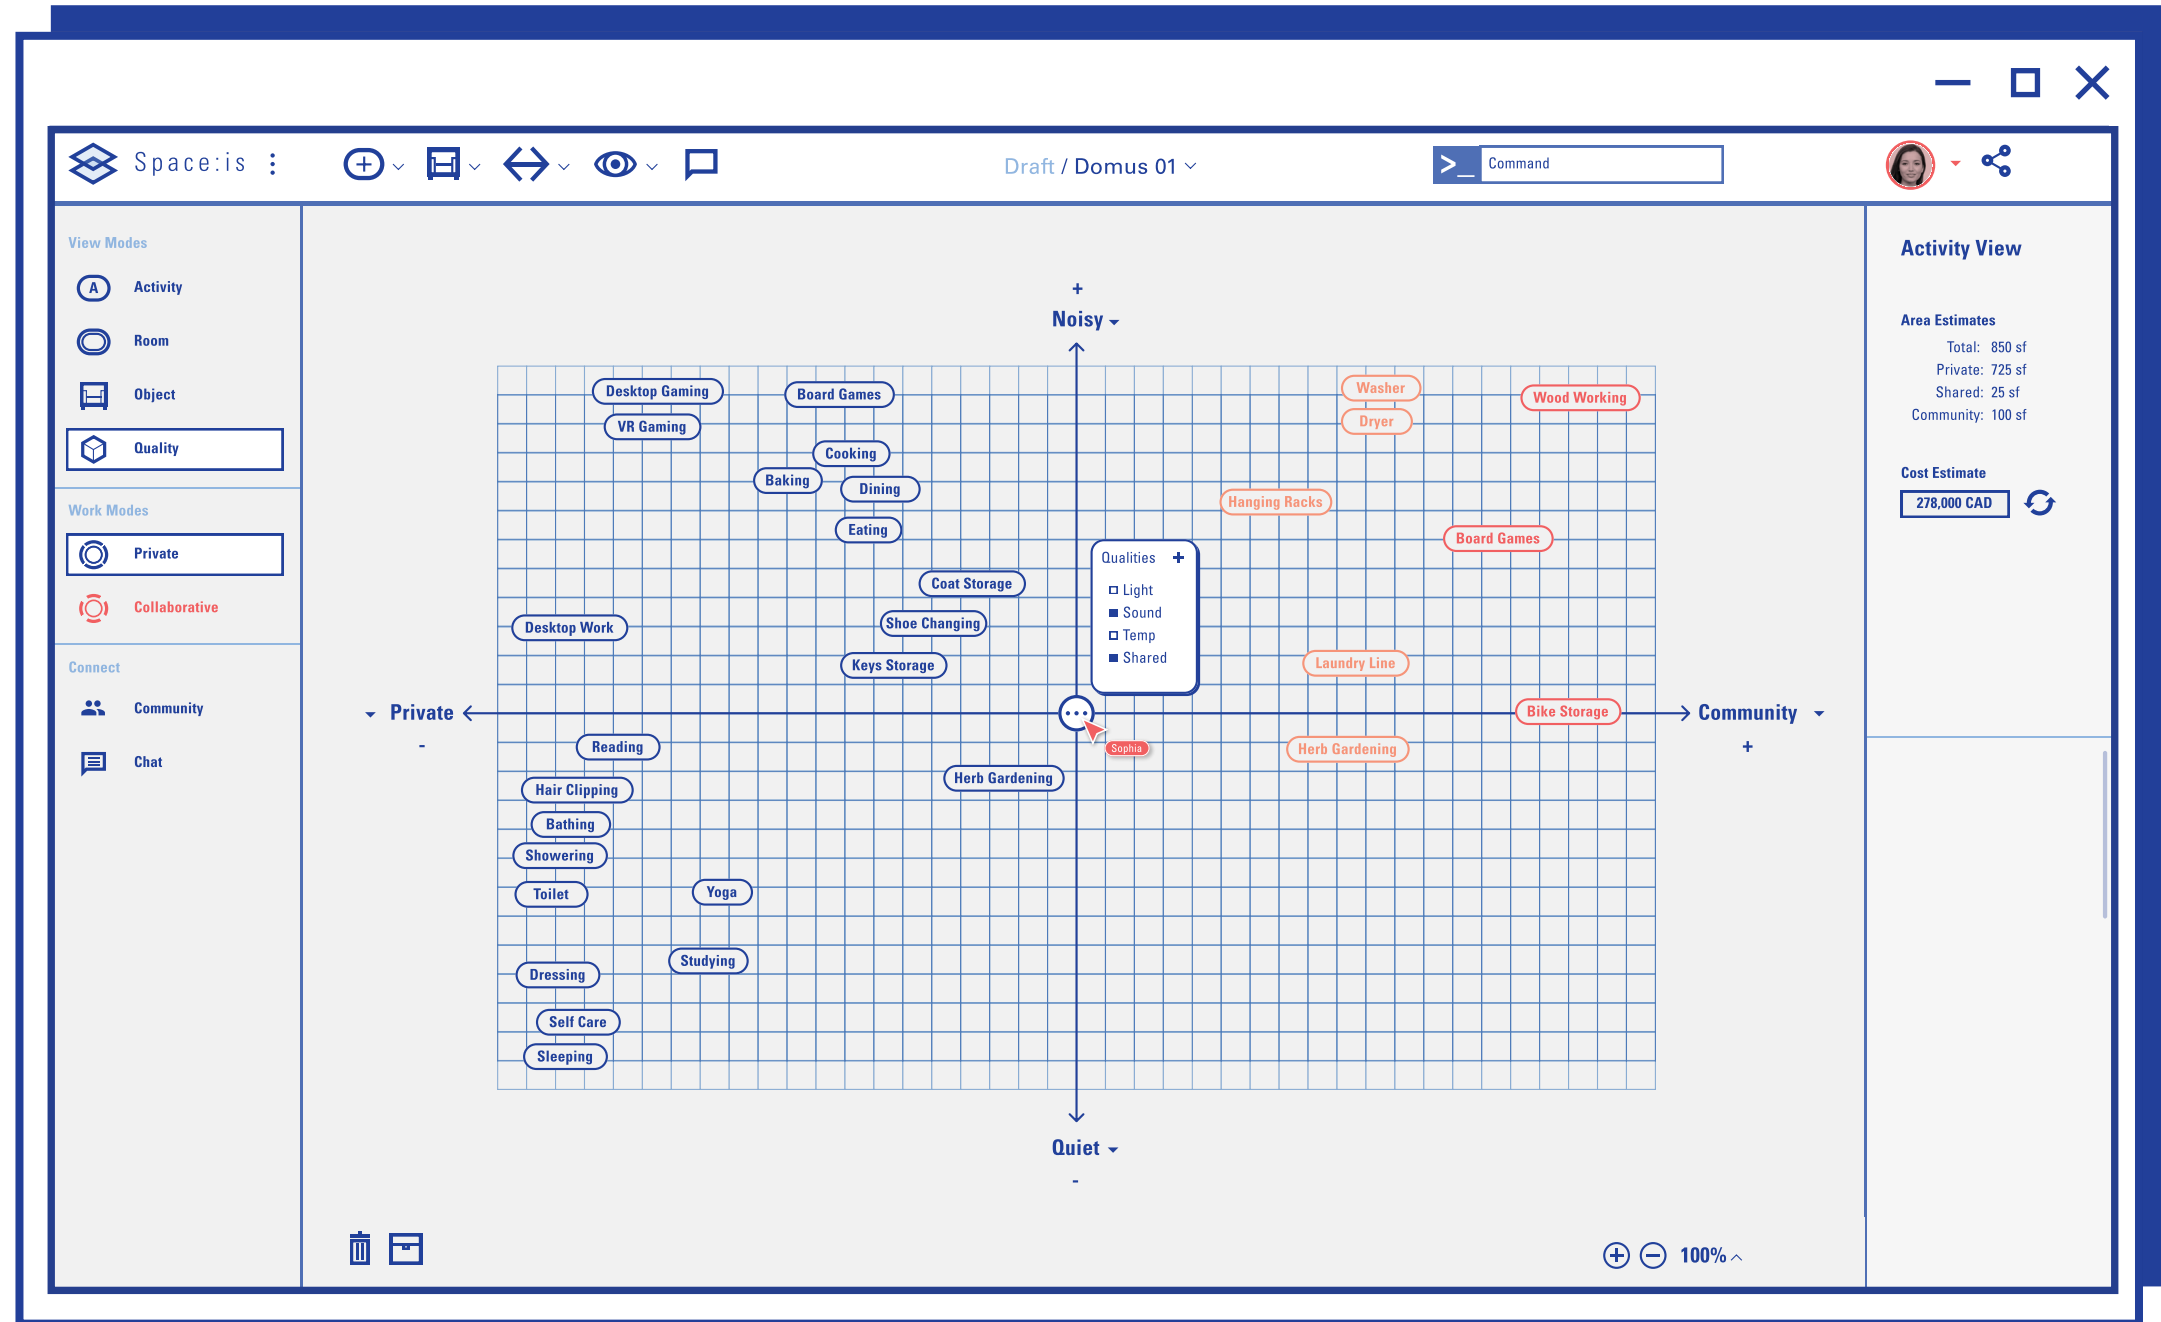 Space:is
Draft / Domus 01
>_ Command
View Modes
A Activity
Room
Object
Quality
Work Modes
Private
Collaborative
Connect
Community
Chat
+
Noisy
Desktop Gaming
Board Games
Washer
Wood Working
VR Gaming
Dryer
Cooking
Baking
Dining
Hanging Racks
Eating
Board Games
Coat Storage
Shoe Changing
Desktop Work
Keys Storage
Laundry Line
Qualities +
Light
Sound
Temp
Shared
Private
-
Bike Storage
Community
+
Sophia
Reading
Herb Gardening
Herb Gardening
Hair Clipping
Bathing
Showering
Toilet
Yoga
Studying
Dressing
Self Care
Sleeping
Quiet
-
100%
Activity View
Area Estimates
Total: 850 sf
Private: 725 sf
Shared: 25 sf
Community: 100 sf
Cost Estimate
278,000 CAD